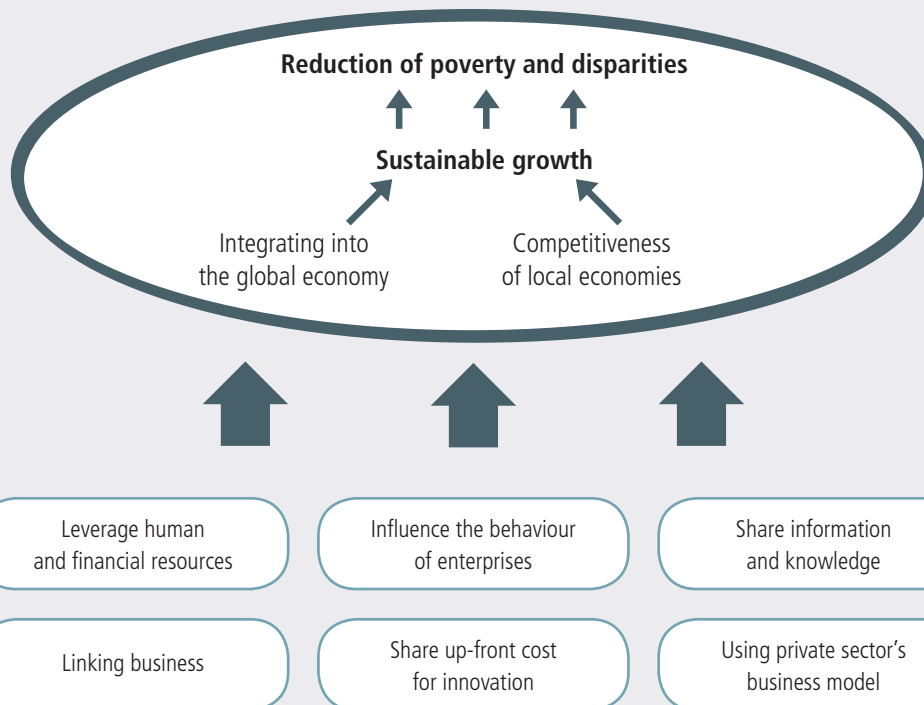 Reduction of poverty and disparities
Sustainable growth
Integrating into
the global economy
Competitiveness
of local economies
Leverage human
and financial resources
Influence the behaviour
of enterprises
Share information
and knowledge
Linking business
Share up-front cost
for innovation
Using private sector’s
business model